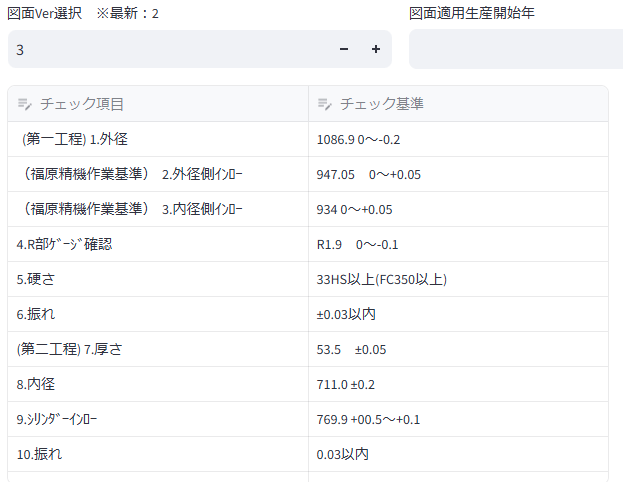 図面Ver選択　※最新：2
図面適用生産開始年
3
チェック項目 チェック基準
(第一工程) 1.外径 1086.9 0～-0.2
（福原精機作業基準）　2.外径側ｲﾝﾛｰ 947.05　0～+0.05
（福原精機作業基準）　3.内径側ｲﾝﾛｰ 934 0～+0.05
4.R部ｹﾞｰｼﾞ確認 R1.9　0～-0.1
5.硬さ 33HS以上(FC350以上)
6.振れ ±0.03以内
(第二工程) 7.厚さ 53.5　±0.05
8.内径 711.0 ±0.2
9.ｼﾘﾝﾀﾞｰｲﾝﾛｰ 769.9 +00.5～+0.1
10.振れ 0.03以内